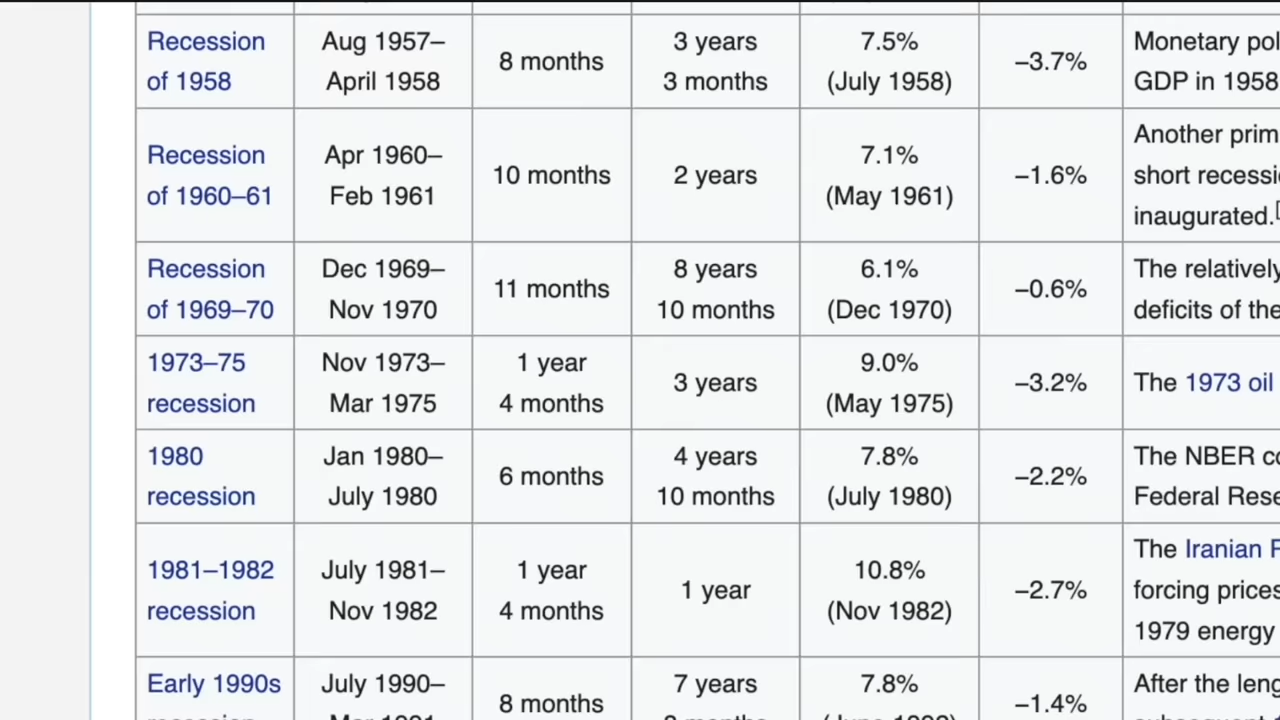 Recession of 1958
Aug 1957–
April 1958
8 months
3 years
3 months
7.5%
(July 1958)
−3.7%
Monetary pol
GDP in 1958
Recession
of 1960–61
Apr 1960–
Feb 1961
10 months
2 years
7.1%
(May 1961)
−1.6%
Another prim
short recessi
inaugurated.
Recession
of 1969–70
Dec 1969–
Nov 1970
11 months
8 years
10 months
6.1%
(Dec 1970)
−0.6%
The relatively
deficits of the
1973–75
recession
Nov 1973–
Mar 1975
1 year
4 months
3 years
9.0%
(May 1975)
−3.2%
The 1973 oil
1980
recession
Jan 1980–
July 1980
6 months
4 years
10 months
7.8%
(July 1980)
−2.2%
The NBER co
Federal Rese
1981–1982
recession
July 1981–
Nov 1982
1 year
4 months
1 year
10.8%
(Nov 1982)
−2.7%
The Iranian
forcing prices
1979 energy
Early 1990s
July 1990–
8 months
7 years
7.8%
−1.4%
After the leng